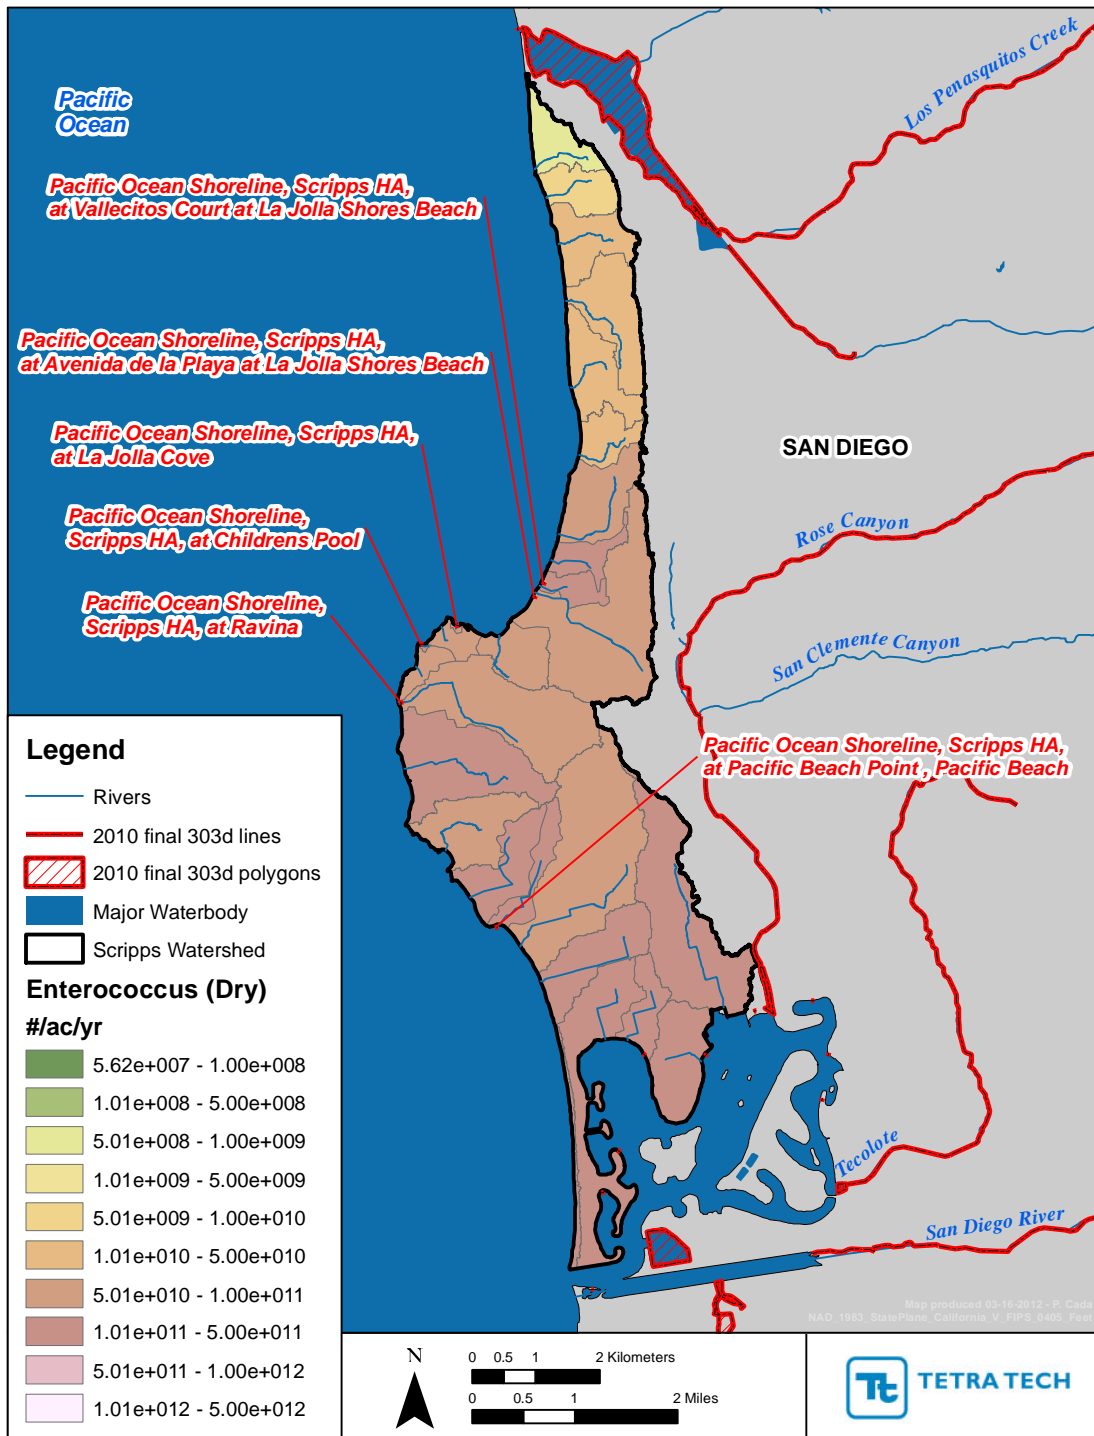 Pacific
Ocean
Los Penasquitos Creek
Pacific Ocean Shoreline, Scripps HA,
at Vallecitos Court at La Jolla Shores Beach
Pacific Ocean Shoreline, Scripps HA,
at Avenida de la Playa at La Jolla Shores Beach
Pacific Ocean Shoreline, Scripps HA,
at La Jolla Cove
SAN DIEGO
Pacific Ocean Shoreline,
Scripps HA, at Childrens Pool
Rose Canyon
Pacific Ocean Shoreline,
Scripps HA, at Ravina
San Clemente Canyon
Pacific Ocean Shoreline, Scripps HA,
at Pacific Beach Point , Pacific Beach
Tecolote
San Diego River
Legend
Rivers
2010 final 303d lines
2010 final 303d polygons
Major Waterbody
Scripps Watershed
Enterococcus (Dry)
#/ac/yr
5.62e+007 - 1.00e+008
1.01e+008 - 5.00e+008
5.01e+008 - 1.00e+009
1.01e+009 - 5.00e+009
5.01e+009 - 1.00e+010
1.01e+010 - 5.00e+010
5.01e+010 - 1.00e+011
1.01e+011 - 5.00e+011
5.01e+011 - 1.00e+012
1.01e+012 - 5.00e+012
Map produced 03-16-2012 - P. Cada
NAD_1983_StatePlane_California_V_FIPS_0405_Feet
N
0 0.5 1 2 Kilometers
0 0.5 1 2 Miles
Tt TETRA TECH